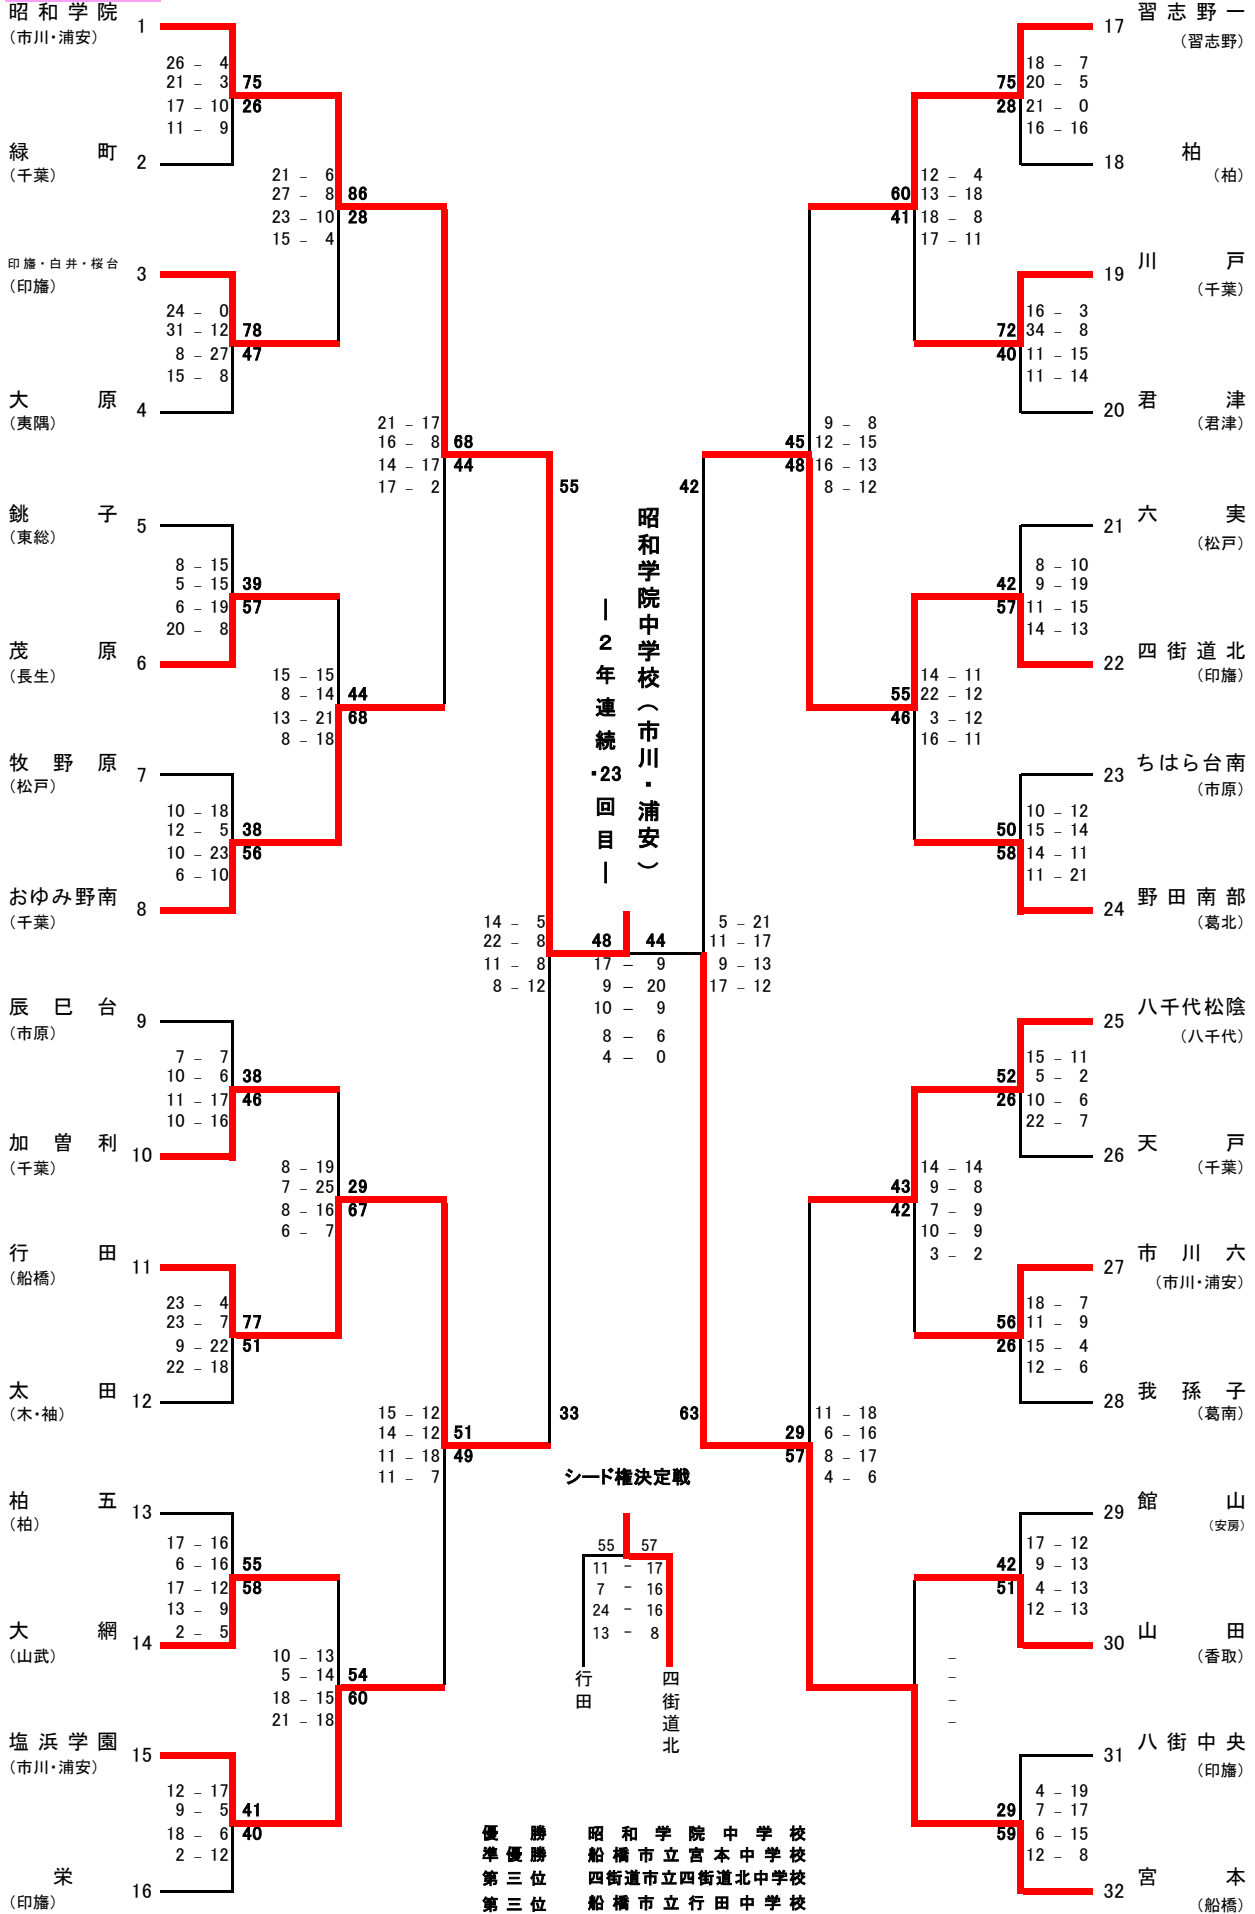 昭和学院 1
(市川・浦安)
26 - 4
21 - 3 75
17 - 10 26
11 - 9
緑町 2
(千葉)
21 - 6
27 - 8 86
23 - 10 28
15 - 4
印旛・白井・桜台 3
(印旛)
24 - 0
31 - 12 78
8 - 27 47
15 - 8
大原 4
(夷隅)
21 - 17
16 - 8 68
14 - 17 44
17 - 2
銚子 5
(東総)
8 - 15
5 - 15 39
6 - 19 57
20 - 8
茂原 6
(長生)
15 - 15
8 - 14 44
13 - 21 68
8 - 18
牧野原 7
(松戸)
10 - 18
12 - 5 38
10 - 23 56
6 - 10
おゆみ野南 8
(千葉)
55
14 - 5
22 - 8
11 - 8
8 - 12
33
辰巳台 9
(市原)
7 - 7
10 - 6 38
11 - 17 46
10 - 16
加曽利 10
(千葉)
8 - 19
7 - 25 29
8 - 16 67
6 - 7
行田 11
(船橋)
23 - 4
23 - 7 77
9 - 22 51
22 - 18
太田 12
(木・袖)
15 - 12
14 - 12 51
11 - 18 49
11 - 7
柏五 13
(柏)
17 - 16
6 - 16 55
17 - 12 58
13 - 9
2 - 5
大網 14
(山武)
10 - 13
5 - 14 54
18 - 15 60
21 - 18
塩浜学園 15
(市川・浦安)
12 - 17
9 - 5 41
18 - 6 40
2 - 12
栄 16
(印旛)
昭和学院中学校(市川・浦安)
―2年連続・23回目―
48 44
17 - 9
9 - 20
10 - 9
8 - 6
4 - 0
シード権決定戦
55 57
11 - 17
7 - 16
24 - 16
13 - 8
行田
四街道北
優勝 昭和学院中学校
準優勝 船橋市立宮本中学校
第三位 四街道市立四街道北中学校
第三位 船橋市立行田中学校
17 習志野一
(習志野)
18 - 7
75 20 - 5
28 21 - 0
16 - 16
18 柏
(柏)
12 - 4
60 13 - 18
41 18 - 8
17 - 11
19 川戸
(千葉)
16 - 3
72 34 - 8
40 11 - 15
11 - 14
20 君津
(君津)
9 - 8
45 12 - 15
48 16 - 13
8 - 12
21 六実
(松戸)
8 - 10
42 9 - 19
57 11 - 15
14 - 13
22 四街道北
(印旛)
14 - 11
55 22 - 12
46 3 - 12
16 - 11
23 ちはら台南
(市原)
10 - 12
50 15 - 14
58 14 - 11
11 - 21
24 野田南部
(葛北)
42
5 - 21
11 - 17
9 - 13
17 - 12
63
25 八千代松陰
(八千代)
15 - 11
52 5 - 2
26 10 - 6
22 - 7
26 天戸
(千葉)
14 - 14
43 9 - 8
42 7 - 9
10 - 9
3 - 2
27 市川六
(市川・浦安)
18 - 7
56 11 - 9
26 15 - 4
12 - 6
28 我孫子
(葛南)
11 - 18
29 6 - 16
57 8 - 17
4 - 6
29 館山
(安房)
17 - 12
42 9 - 13
51 4 - 13
12 - 13
30 山田
(香取)
-
-
-
-
31 八街中央
(印旛)
4 - 19
29 7 - 17
59 6 - 15
12 - 8
32 宮本
(船橋)